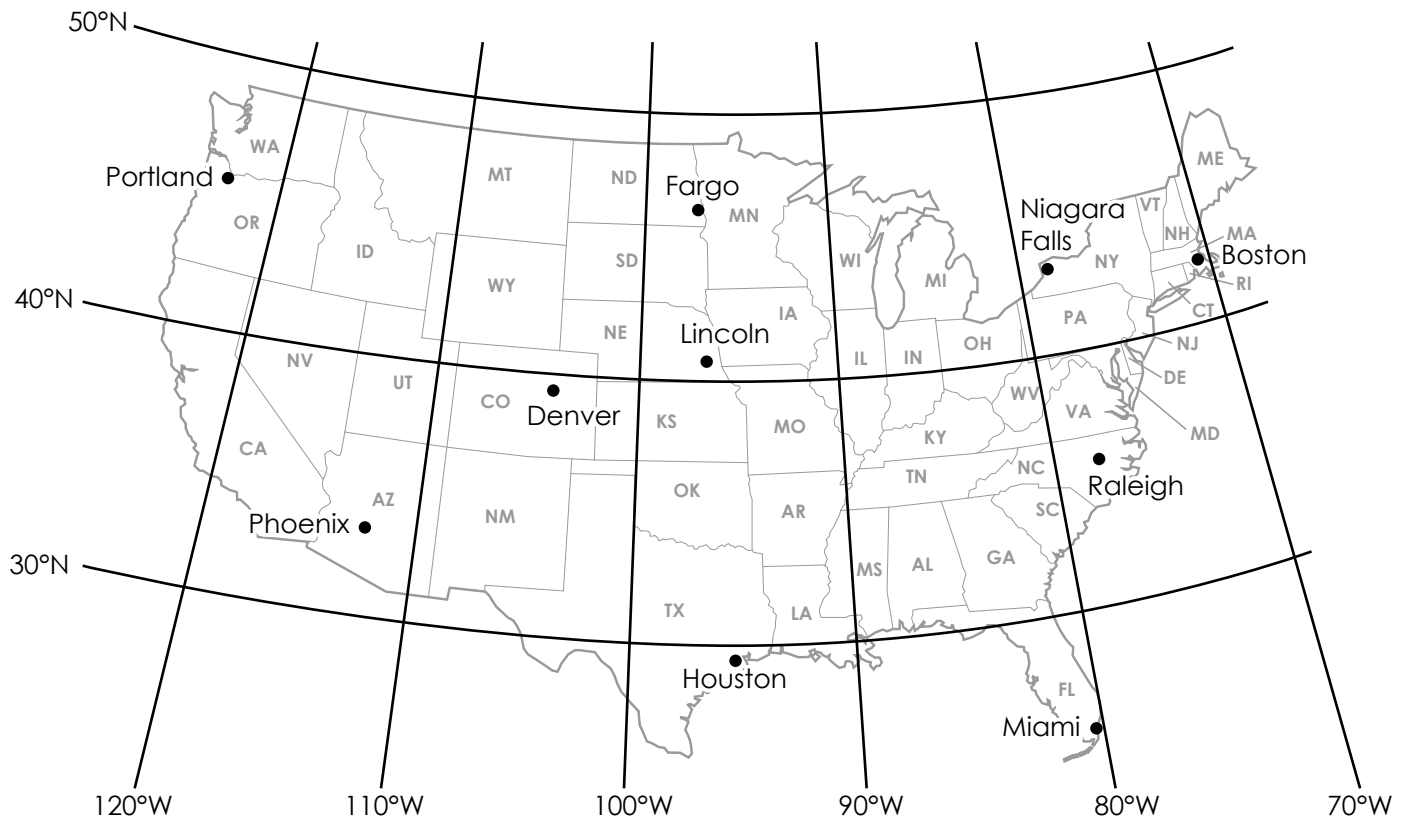 50°N
WA
ME
Portland
MT
ND
Fargo
MN
VT
Niagara
Falls
OR
NH
MA
ID
SD
WI
NY
Boston
MI
RI
WY
40°N
IA
CT
NE
Lincoln
PA
OH
NJ
NV
IL
IN
UT
DE
CO
WV
Denver
VA
KS
MO
KY
MD
CA
NC
TN
Raleigh
OK
AZ
SC
AR
NM
Phoenix
GA
30°N
MS
AL
TX
LA
Houston
FL
Miami
120°W
110°W
100°W
90°W
80°W
70°W